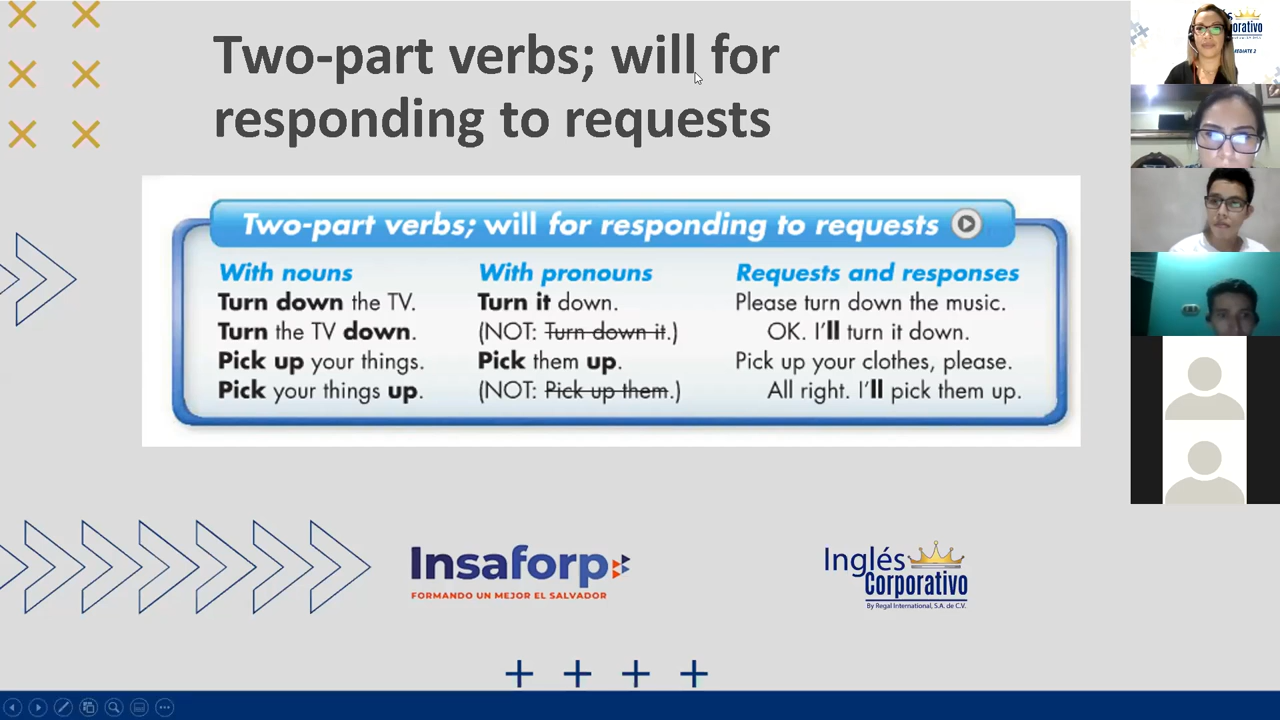 Two-part verbs; will for
responding to requests
Two-part verbs; will for responding to requests
With nouns
Turn down the TV.
Turn the TV down.
Pick up your things.
Pick your things up.
With pronouns
Turn it down.
(NOT: Turn down it.)
Pick them up.
(NOT: Pick up them.)
Requests and responses
Please turn down the music.
OK. I'll turn it down.
Pick up your clothes, please.
All right. I'll pick them up.
Insaforp
FORMANDO UN MEJOR EL SALVADOR
Inglés
Corporativo
By Regal International, S.A. de C.V.